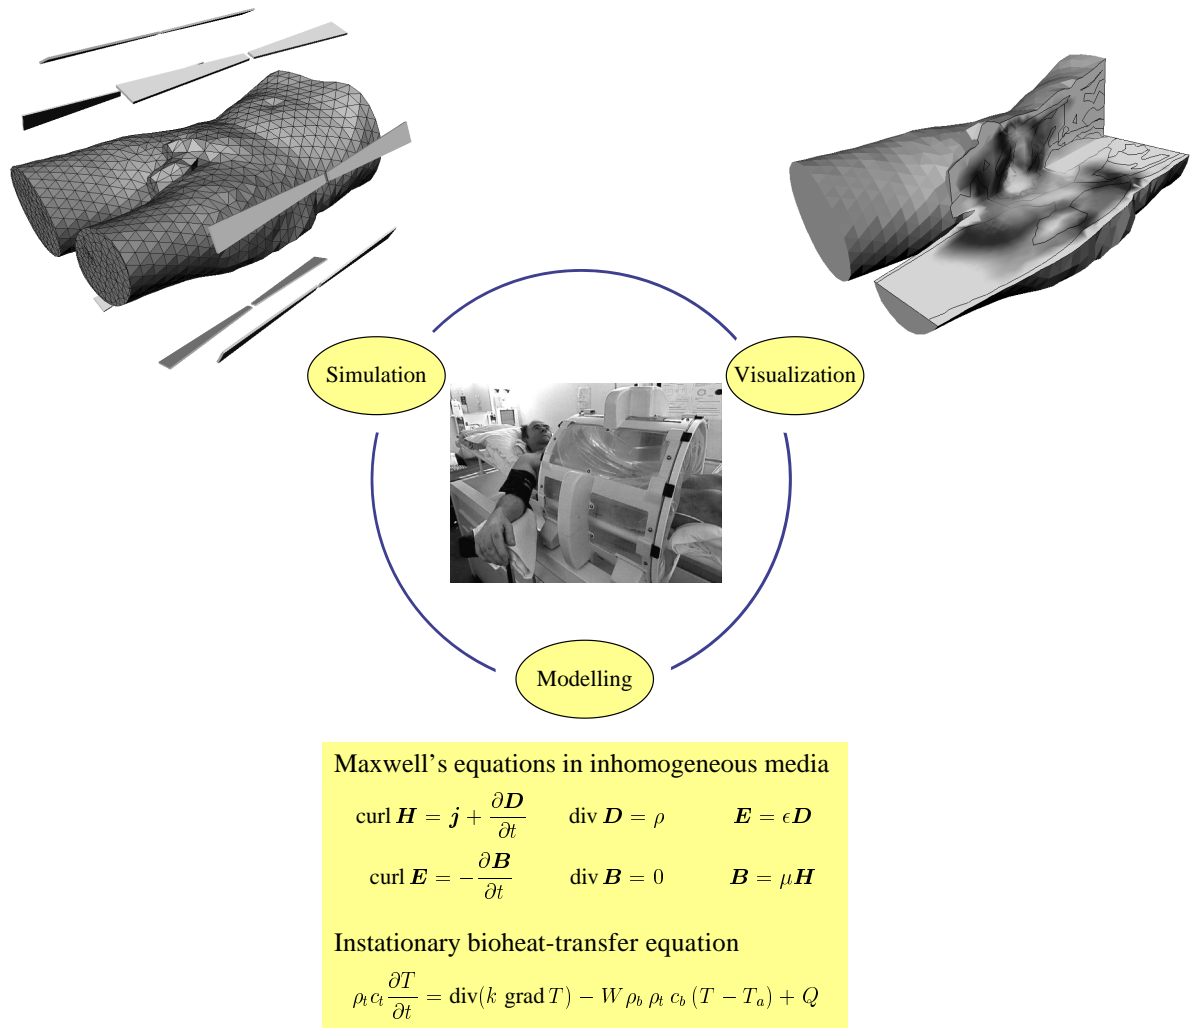 Simulation
Visualization
Modelling
Maxwell's equations in inhomogeneous media
curl H = j + ∂D/∂t    div D = ρ    E = ϵD
curl E = −∂B/∂t    div B = 0    B = μH
Instationary bioheat-transfer equation
ρ_t c_t ∂T/∂t = div(k grad T) − W ρ_b ρ_t c_b (T − T_a) + Q